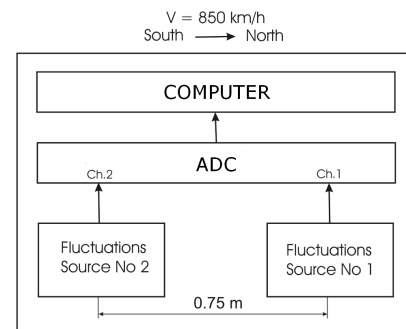 V = 850 km/h
South → North
COMPUTER
ADC
Ch.2
Ch.1
Fluctuations
Source No 2
Fluctuations
Source No 1
0.75 m